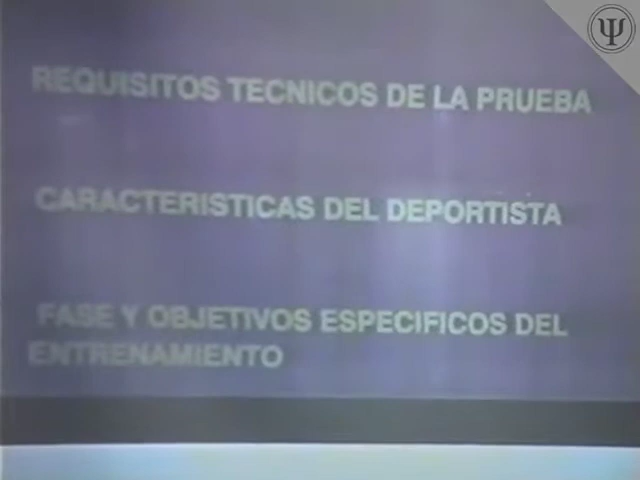 REQUISITOS TECNICOS DE LA PRUEBA
CARACTERISTICAS DEL DEPORTISTA
FASE Y OBJETIVOS ESPECIFICOS DEL
ENTRENAMIENTO
Ψ